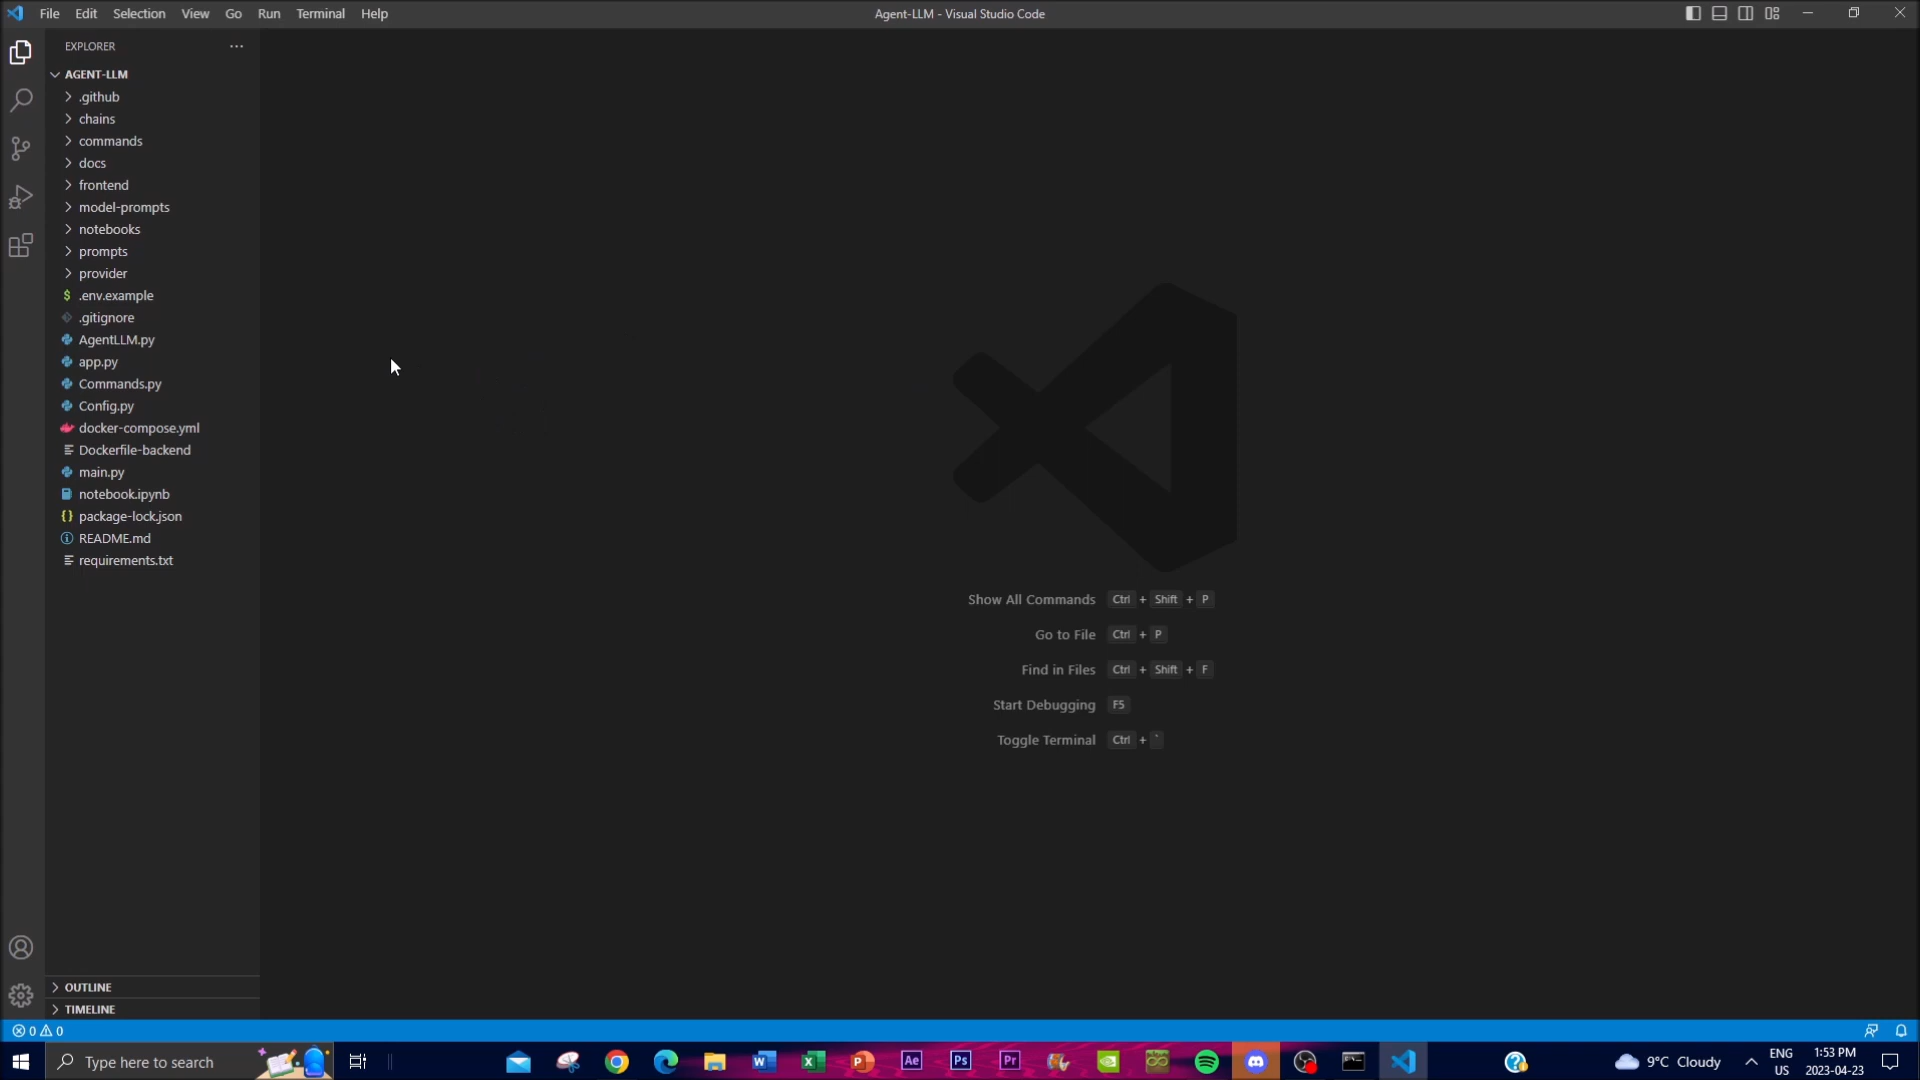 File Edit Selection View Go Run Terminal Help
Agent-LLM - Visual Studio Code
EXPLORER
AGENT-LLM
.github
chains
commands
docs
frontend
model-prompts
notebooks
prompts
provider
$ .env.example
.gitignore
AgentLLM.py
app.py
Commands.py
Config.py
docker-compose.yml
Dockerfile-backend
main.py
notebook.ipynb
{} package-lock.json
README.md
requirements.txt
Show All Commands Ctrl + Shift + P
Go to File Ctrl + P
Find in Files Ctrl + Shift + F
Start Debugging F5
Toggle Terminal Ctrl + `
OUTLINE
TIMELINE
0 0
Type here to search
W X P Ae Ps Pr
9°C Cloudy
ENG
US
1:53 PM
2023-04-23